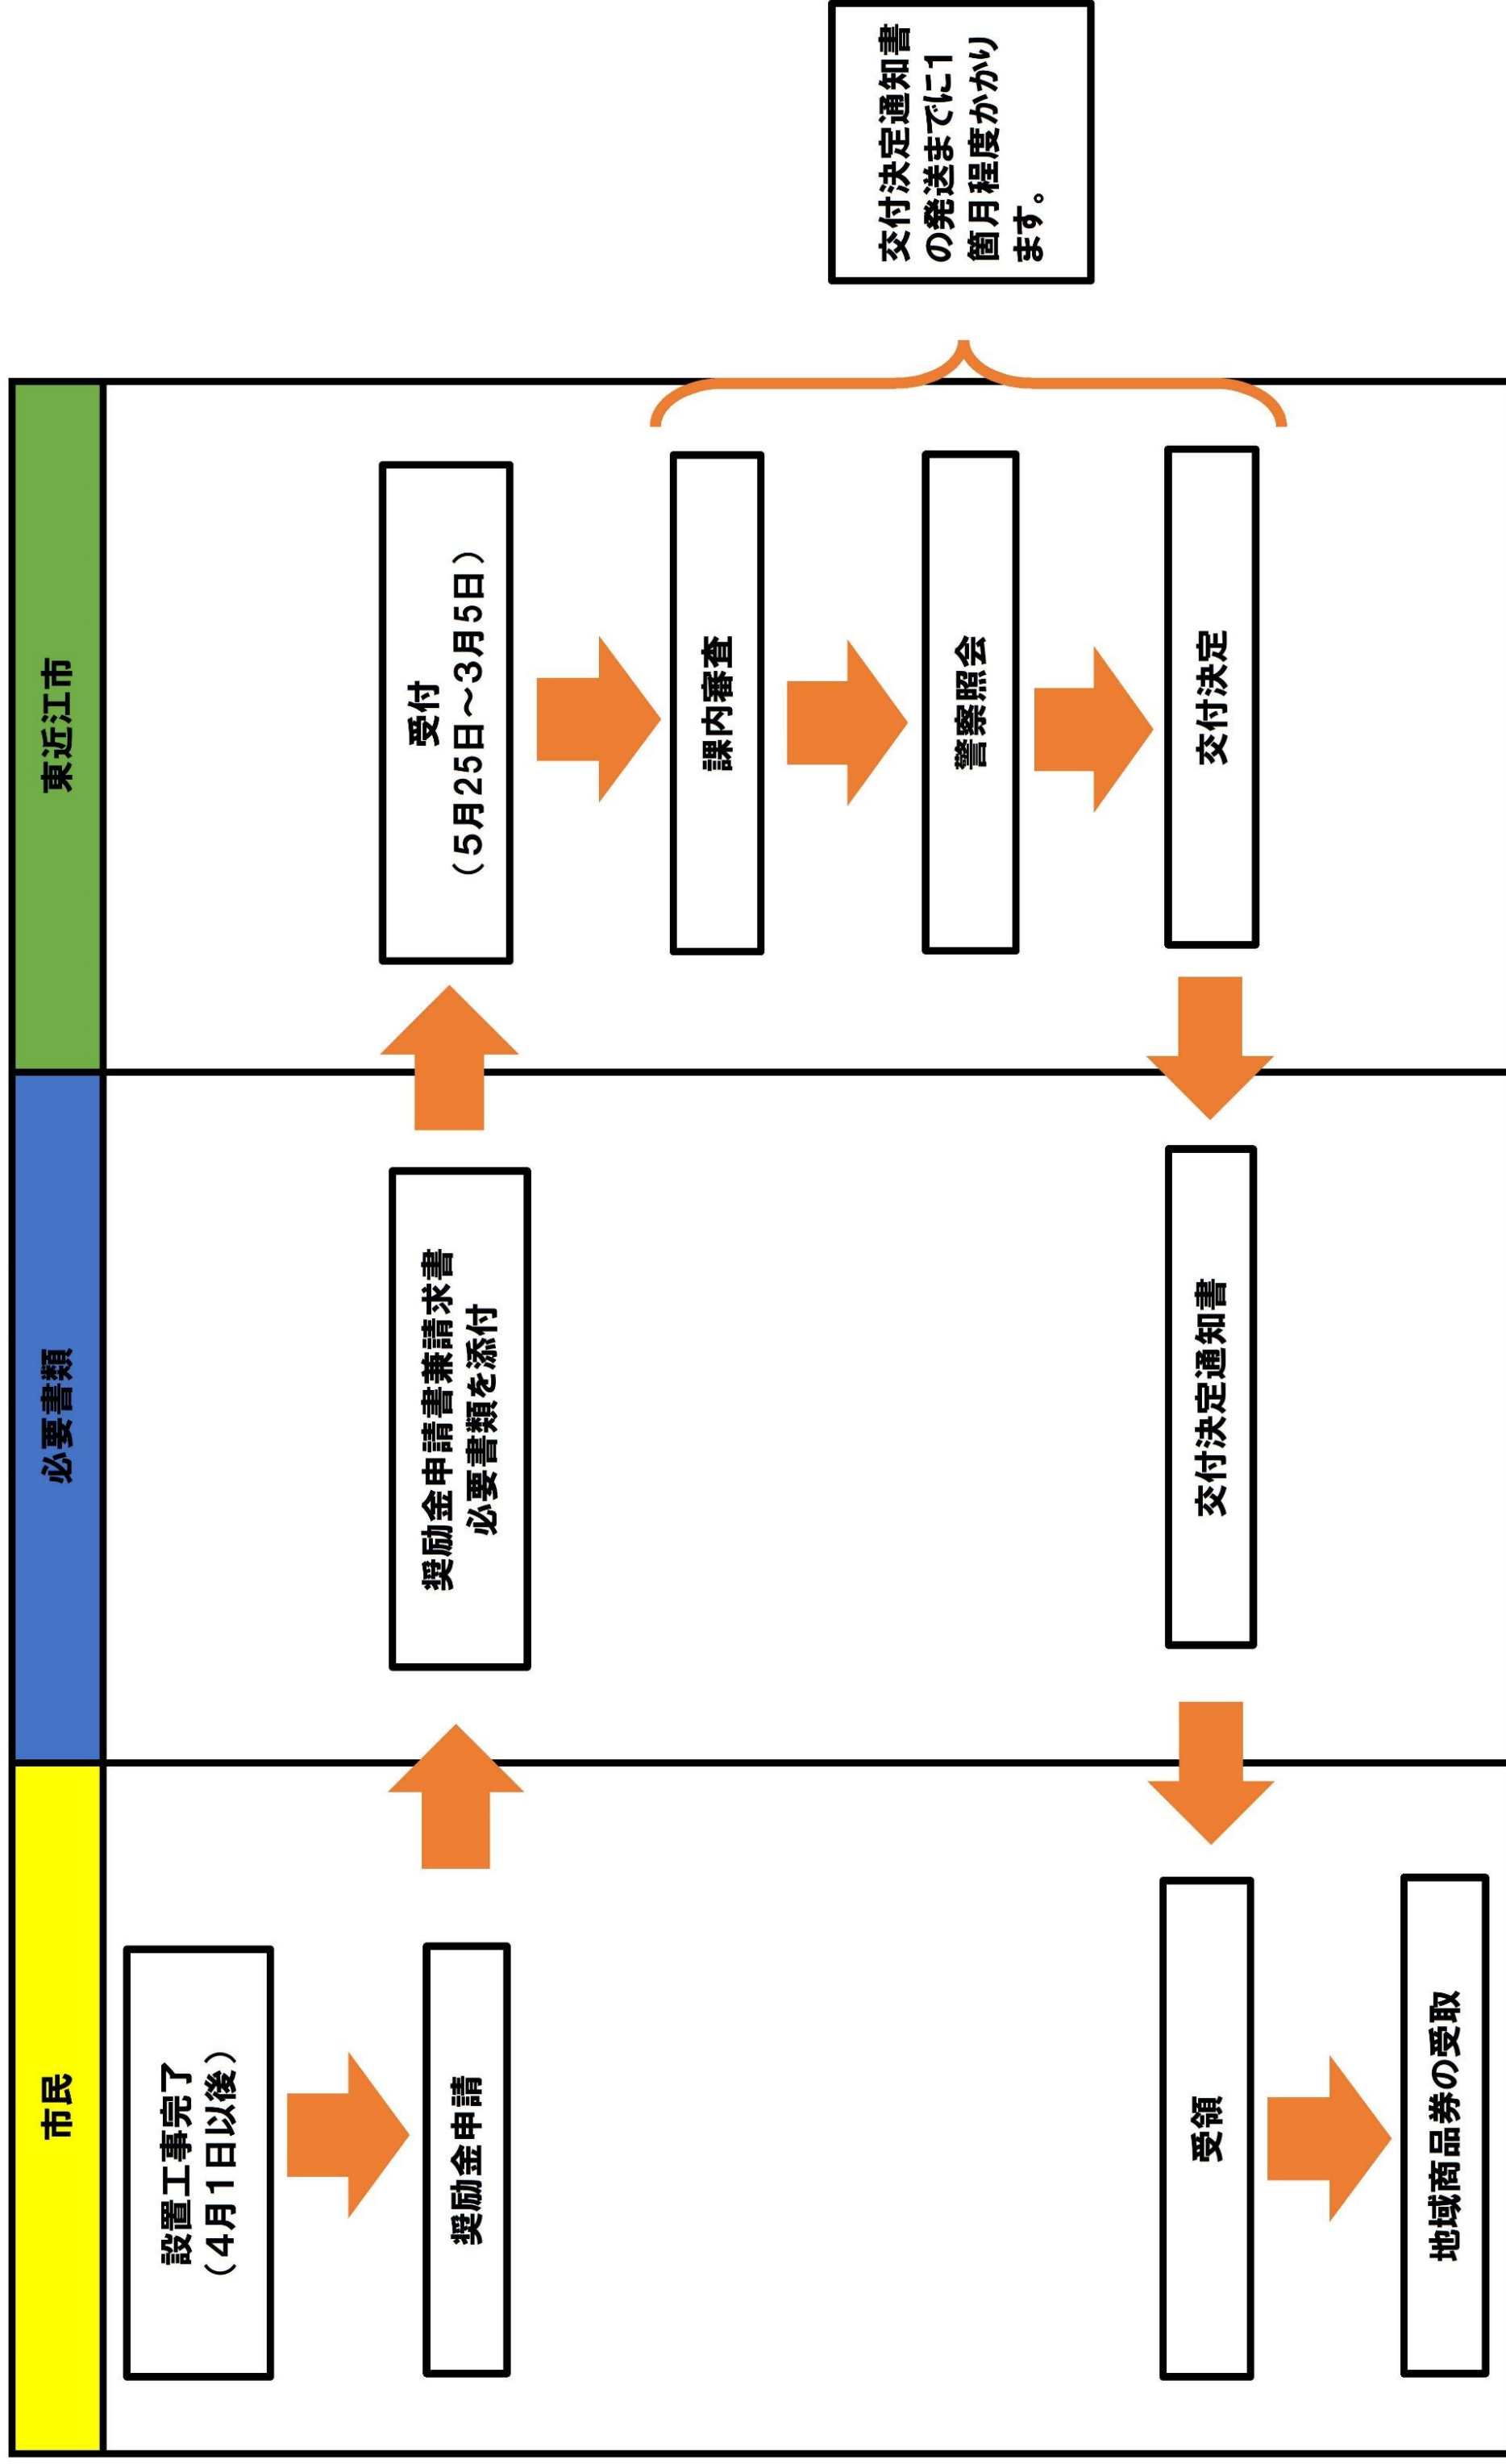 市民
必要書類
東近江市
設置工事完了
（４月１日以後）
奨励金申請
奨励金申請書兼請求書
必要書類を添付
受付
（５月２５日～３月５日）
課内審査
警察照会
交付決定
交付決定通知書
の発送までに１
箇月程度かかり
ます。
交付決定通知書
受領
地域商品券の受取